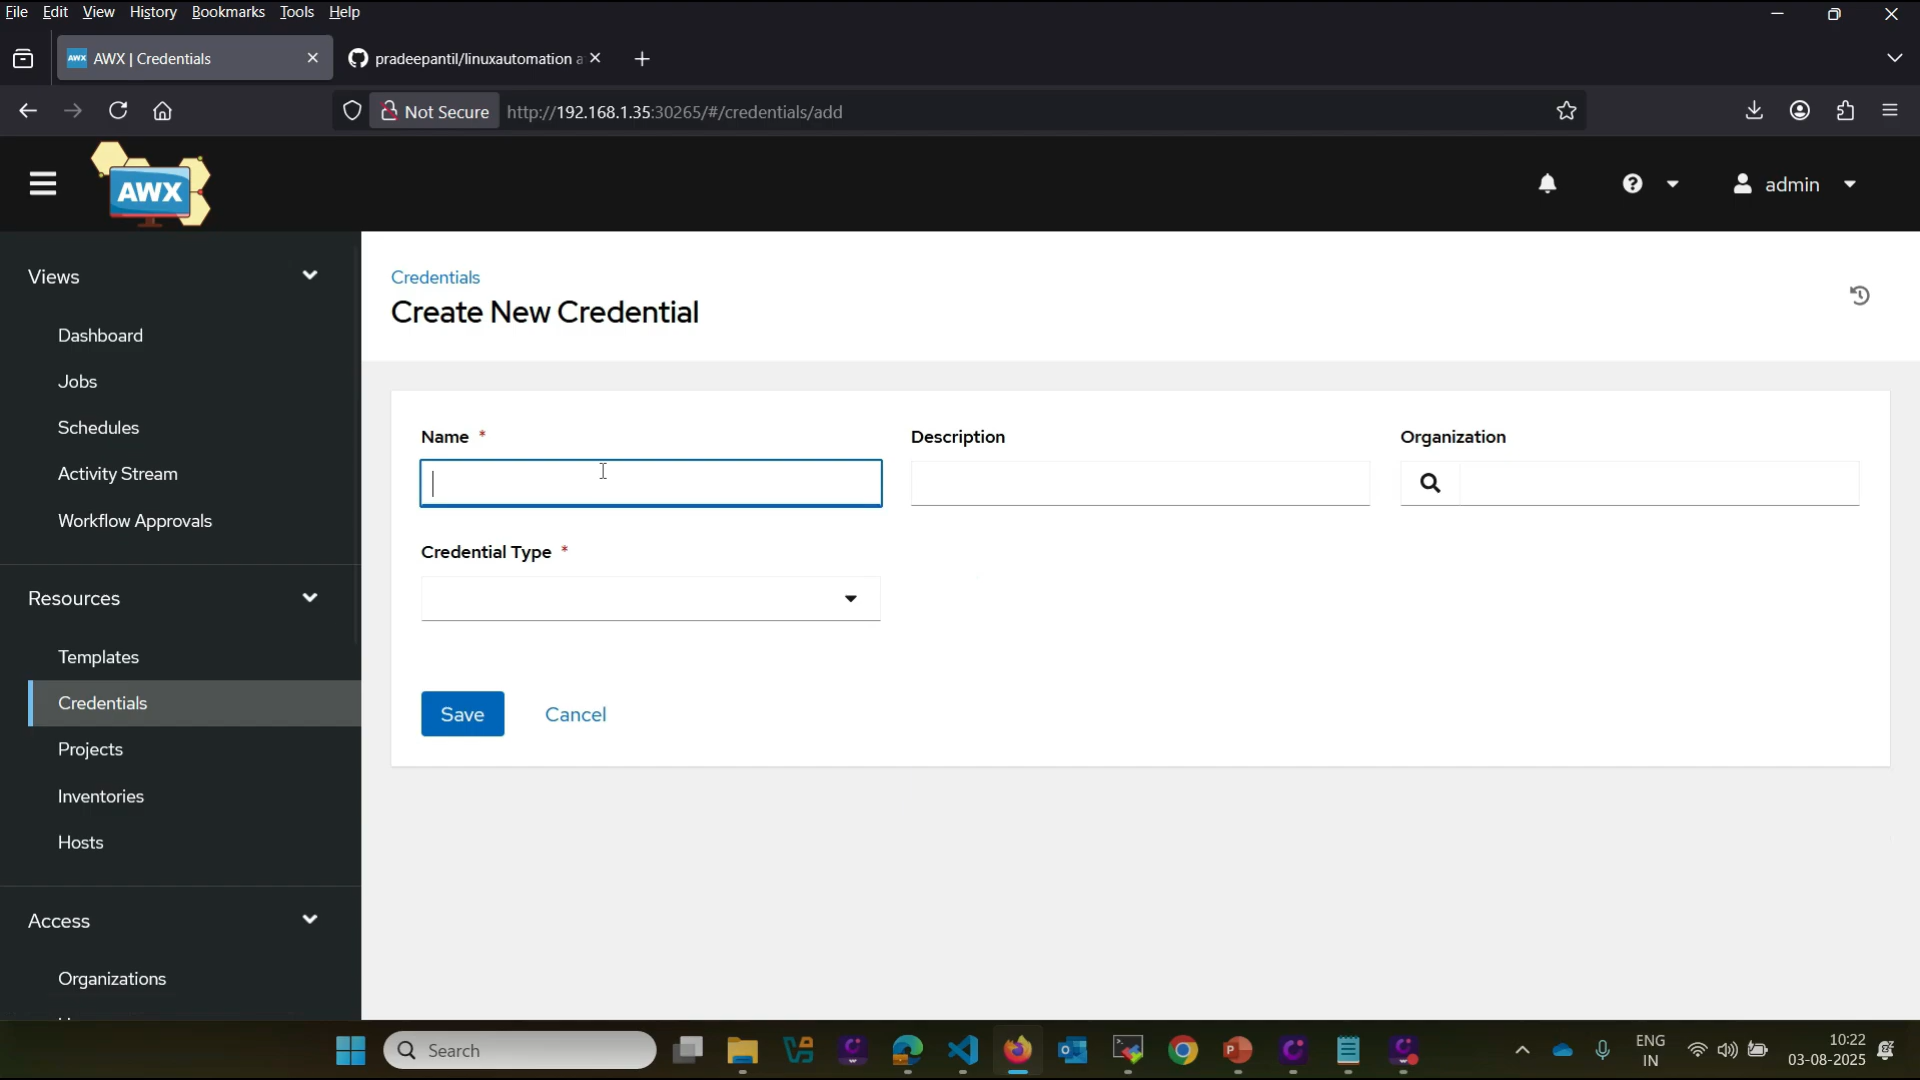 File Edit View History Bookmarks Tools Help
AWX | Credentials
pradeepantil/linuxautomation a
Not Secure http://192.168.1.35:30265/#/credentials/add
AWX
admin
Views
Dashboard
Jobs
Schedules
Activity Stream
Workflow Approvals
Resources
Templates
Credentials
Projects
Inventories
Hosts
Access
Organizations
Credentials
Create New Credential
Name *
Description
Organization
Credential Type *
Save Cancel
Search
ENG
IN
10:22
03-08-2025